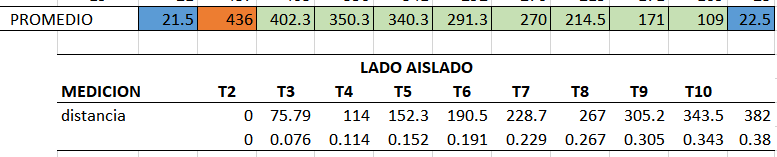 PROMEDIO 21.5 436 402.3 350.3 340.3 291.3 270 214.5 171 109 22.5
LADO AISLADO
MEDICION T2 T3 T4 T5 T6 T7 T8 T9 T10
distancia 0 75.79 114 152.3 190.5 228.7 267 305.2 343.5 382
0 0.076 0.114 0.152 0.191 0.229 0.267 0.305 0.343 0.38